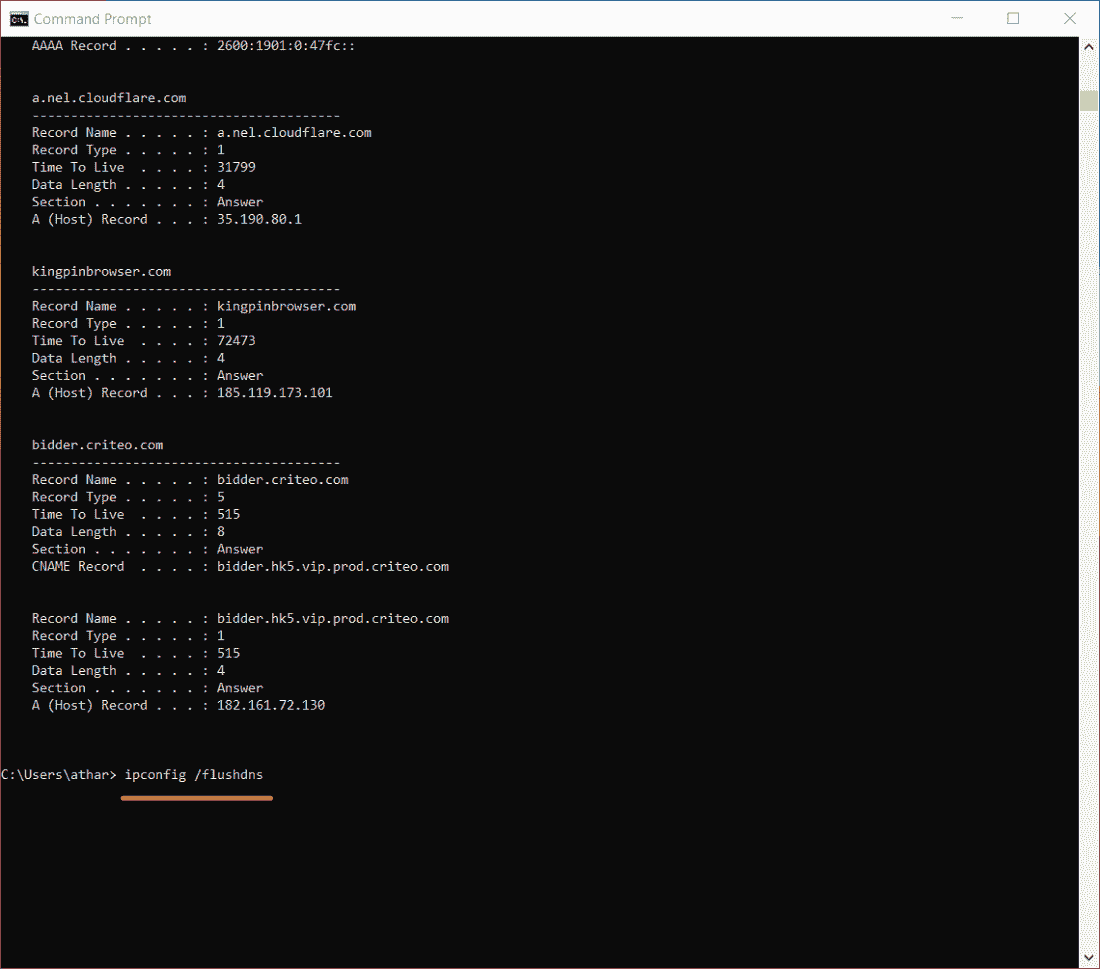 Command Prompt
AAAA Record . . . . . : 2600:1901:0:47fc::
a.nel.cloudflare.com
----------------------------------------
Record Name . . . . . : a.nel.cloudflare.com
Record Type . . . . . : 1
Time To Live  . . . . : 31799
Data Length . . . . . : 4
Section . . . . . . . : Answer
A (Host) Record . . . : 35.190.80.1
kingpinbrowser.com
----------------------------------------
Record Name . . . . . : kingpinbrowser.com
Record Type . . . . . : 1
Time To Live  . . . . : 72473
Data Length . . . . . : 4
Section . . . . . . . : Answer
A (Host) Record . . . : 185.119.173.101
bidder.criteo.com
----------------------------------------
Record Name . . . . . : bidder.criteo.com
Record Type . . . . . : 5
Time To Live  . . . . : 515
Data Length . . . . . : 8
Section . . . . . . . : Answer
CNAME Record  . . . . : bidder.hk5.vip.prod.criteo.com
Record Name . . . . . : bidder.hk5.vip.prod.criteo.com
Record Type . . . . . : 1
Time To Live  . . . . : 515
Data Length . . . . . : 4
Section . . . . . . . : Answer
A (Host) Record . . . : 182.161.72.130
C:\Users\athar> ipconfig /flushdns